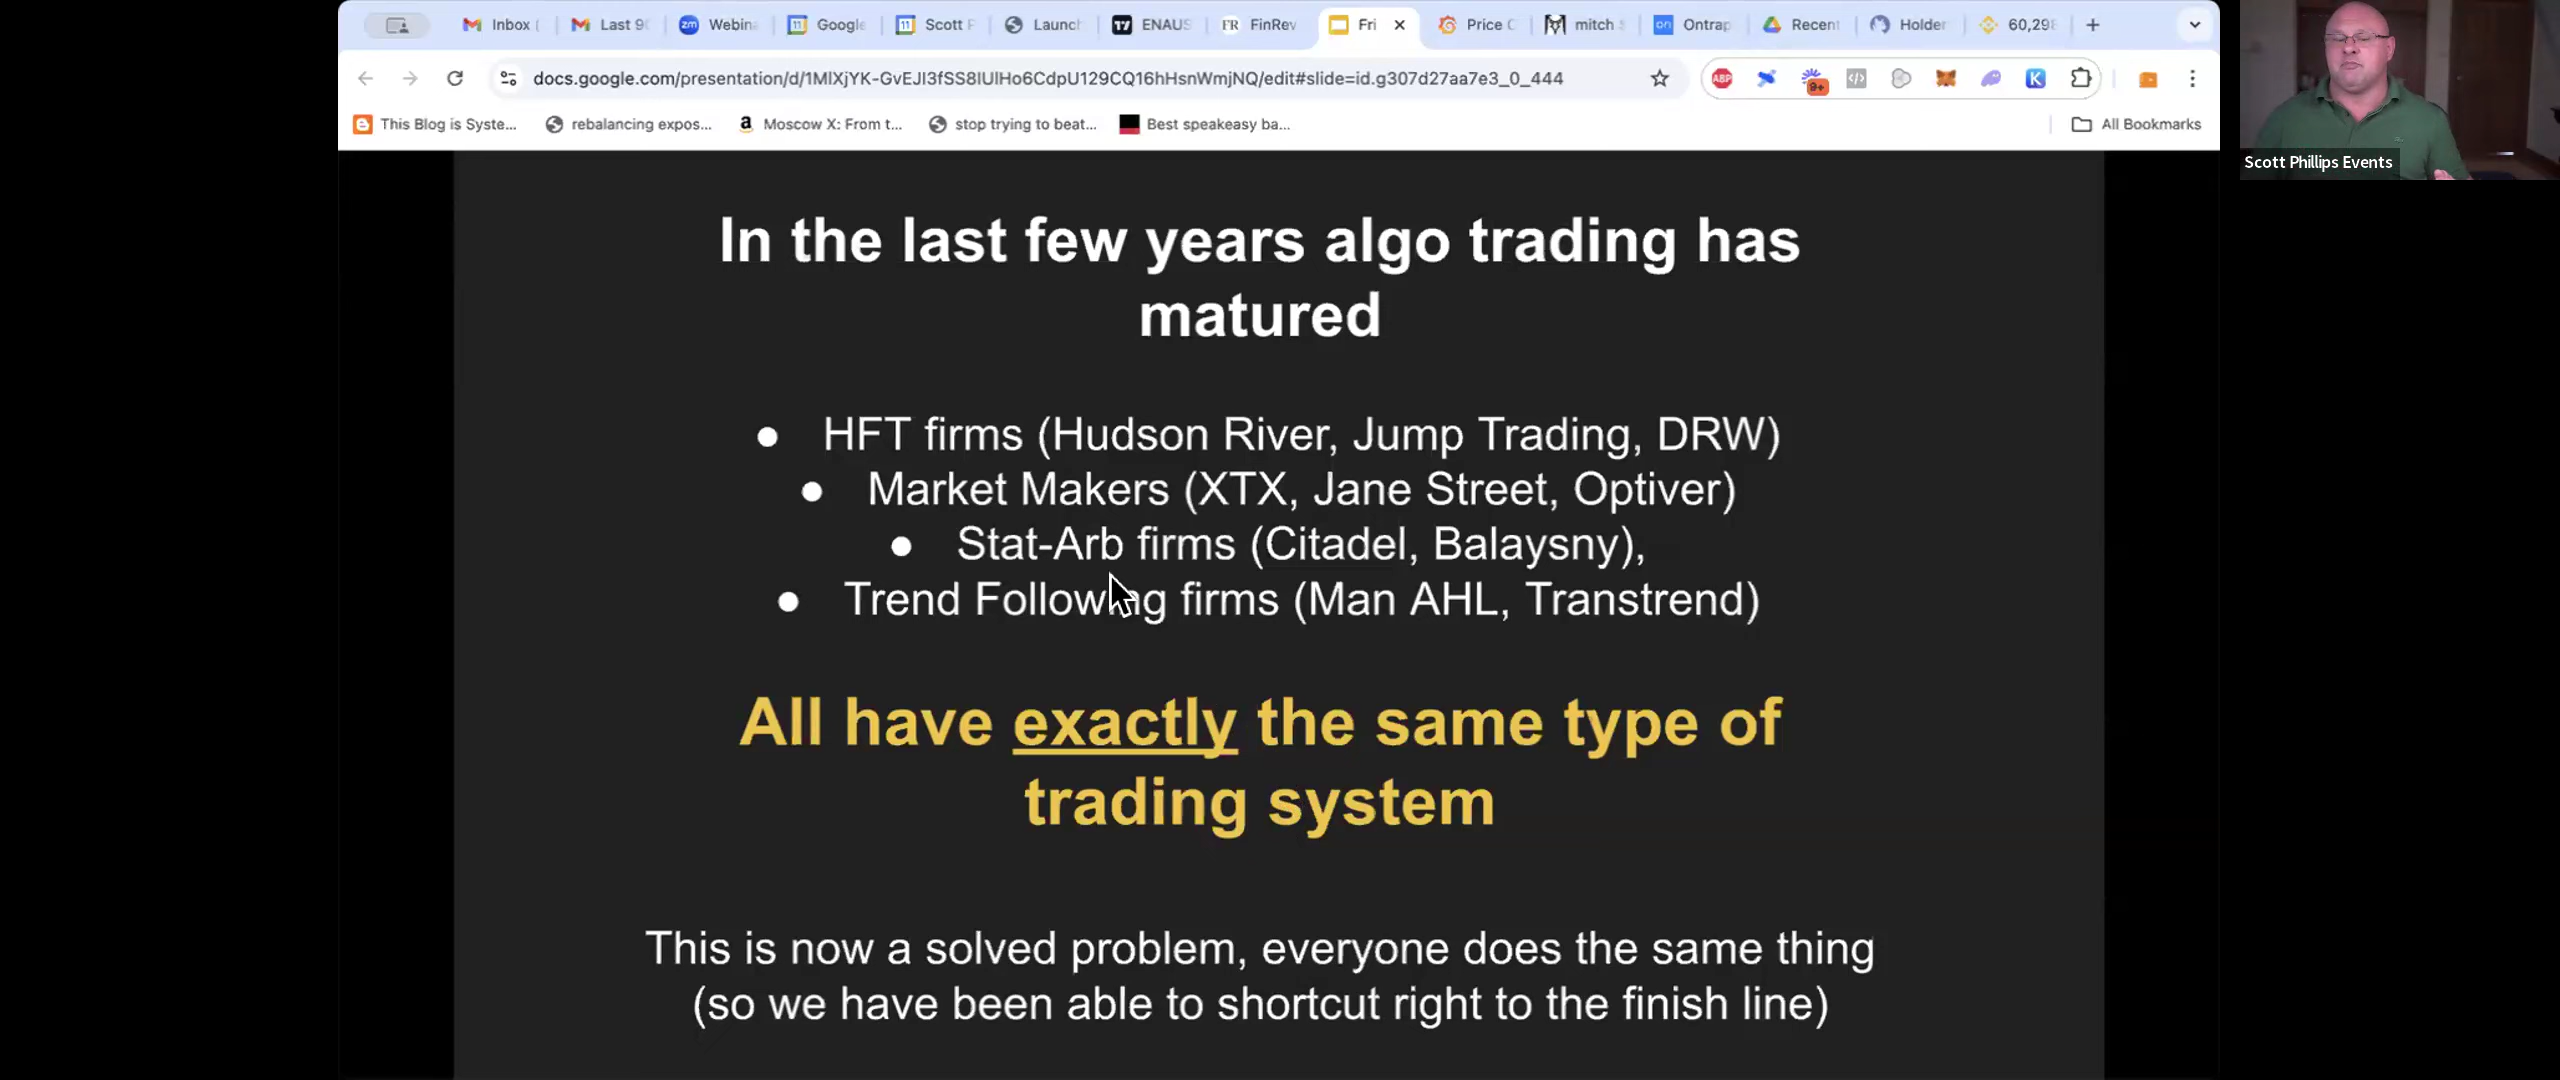 Inbox (
Last 9
Webina
Google
Scott P
Launc
ENAUS
FinRev
Fri
Price C
mitch
Ontrap
Recent
Holder
60,29
docs.google.com/presentation/d/1MlXjYK-GvEJl3fSS8lUlHo6CdpU129CQ16hHsnWmjNQ/edit#slide=id.g307d27aa7e3_0_444
ABP
9+
K
This Blog is Syste...
rebalancing expos...
Moscow X: From t...
stop trying to beat...
Best speakeasy ba...
All Bookmarks
Scott Phillips Events
In the last few years algo trading has
matured
● HFT firms (Hudson River, Jump Trading, DRW)
● Market Makers (XTX, Jane Street, Optiver)
● Stat-Arb firms (Citadel, Balaysny),
● Trend Following firms (Man AHL, Transtrend)
All have exactly the same type of
trading system
This is now a solved problem, everyone does the same thing
(so we have been able to shortcut right to the finish line)